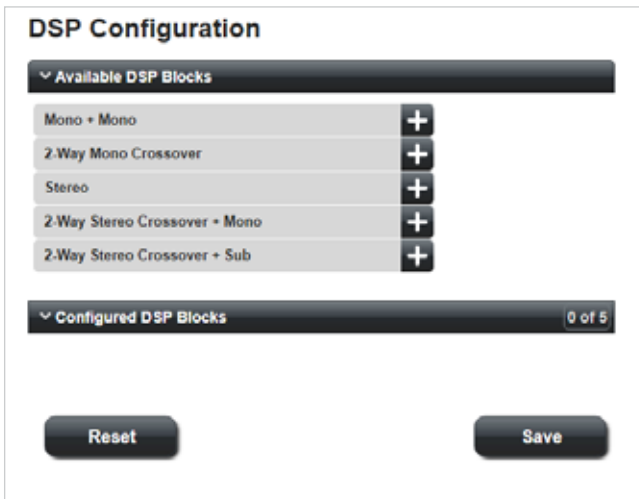 DSP Configuration
Available DSP Blocks
Mono + Mono
2-Way Mono Crossover
Stereo
2-Way Stereo Crossover + Mono
2-Way Stereo Crossover + Sub
Configured DSP Blocks 0 of 5
Reset Save